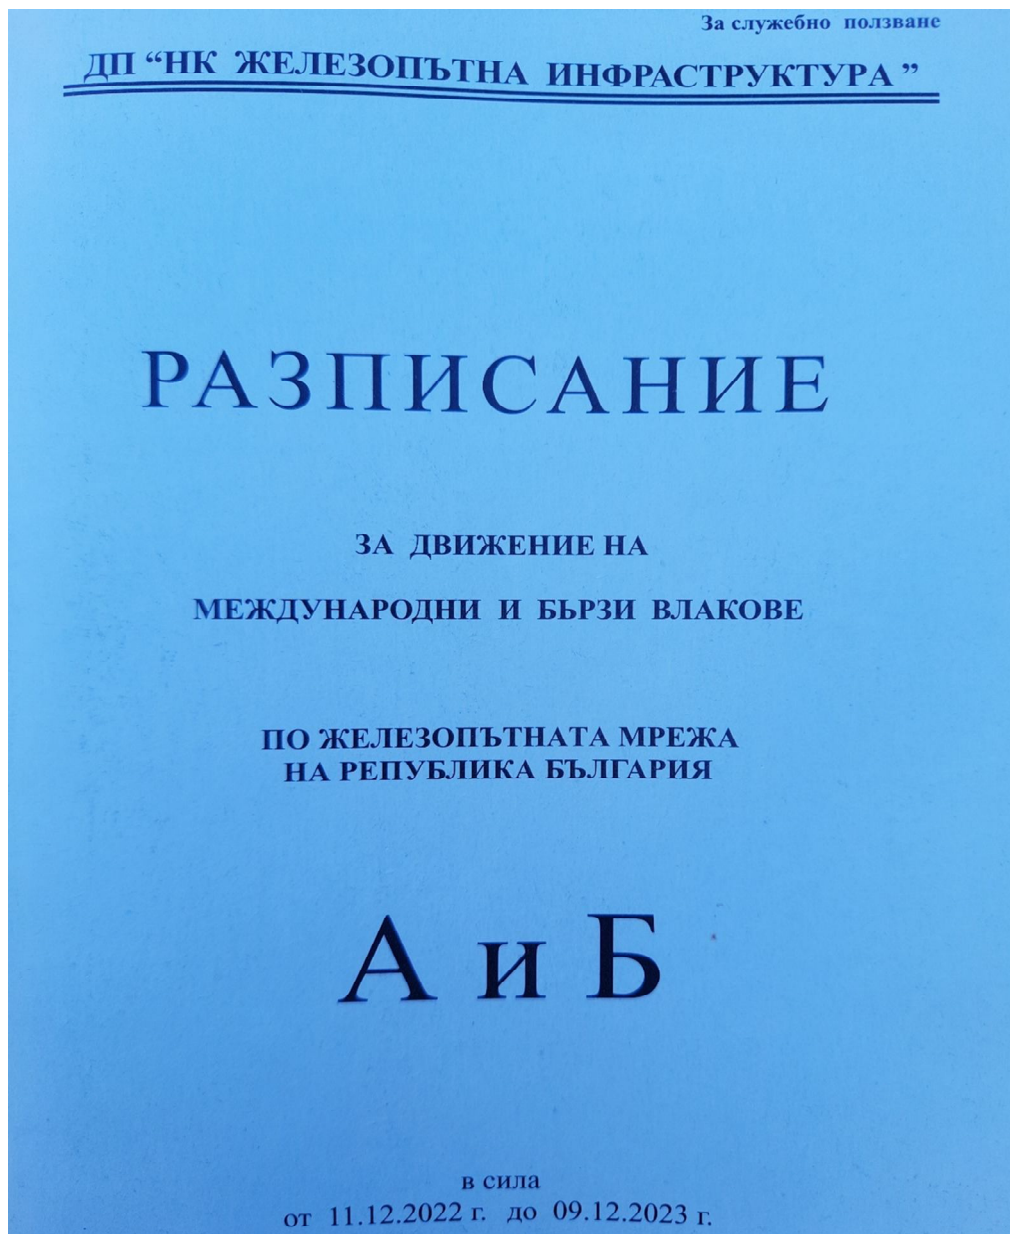 За служебно ползване
ДП “НК ЖЕЛЕЗОПЪТНА ИНФРАСТРУКТУРА ”
РАЗПИСАНИЕ
ЗА ДВИЖЕНИЕ НА
МЕЖДУНАРОДНИ И БЬРЗИ ВЛАКОВЕ
ПО ЖЕЛЕЗОПЪТНАТА МРЕЖА
НА РЕПУБЛИКА БЪЛГАРИЯ
А и Б
в сила
от 11.12.2022 г. до 09.12.2023 г.